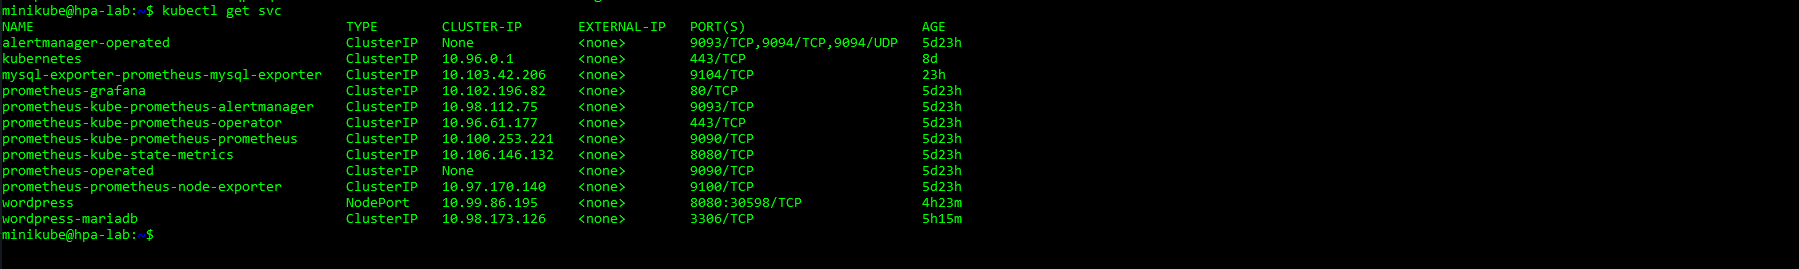 minikube@hpa-lab:~$ kubectl get svc
NAME TYPE CLUSTER-IP EXTERNAL-IP PORT(S) AGE
alertmanager-operated ClusterIP None <none> 9093/TCP,9094/TCP,9094/UDP 5d23h
kubernetes ClusterIP 10.96.0.1 <none> 443/TCP 8d
mysql-exporter-prometheus-mysql-exporter ClusterIP 10.103.42.206 <none> 9104/TCP 23h
prometheus-grafana ClusterIP 10.102.196.82 <none> 80/TCP 5d23h
prometheus-kube-prometheus-alertmanager ClusterIP 10.98.112.75 <none> 9093/TCP 5d23h
prometheus-kube-prometheus-operator ClusterIP 10.96.61.177 <none> 443/TCP 5d23h
prometheus-kube-prometheus-prometheus ClusterIP 10.100.253.221 <none> 9090/TCP 5d23h
prometheus-kube-state-metrics ClusterIP 10.106.146.132 <none> 8080/TCP 5d23h
prometheus-operated ClusterIP None <none> 9090/TCP 5d23h
prometheus-prometheus-node-exporter ClusterIP 10.97.170.140 <none> 9100/TCP 5d23h
wordpress NodePort 10.99.86.195 <none> 8080:30598/TCP 4h23m
wordpress-mariadb ClusterIP 10.98.173.126 <none> 3306/TCP 5h15m
minikube@hpa-lab:~$